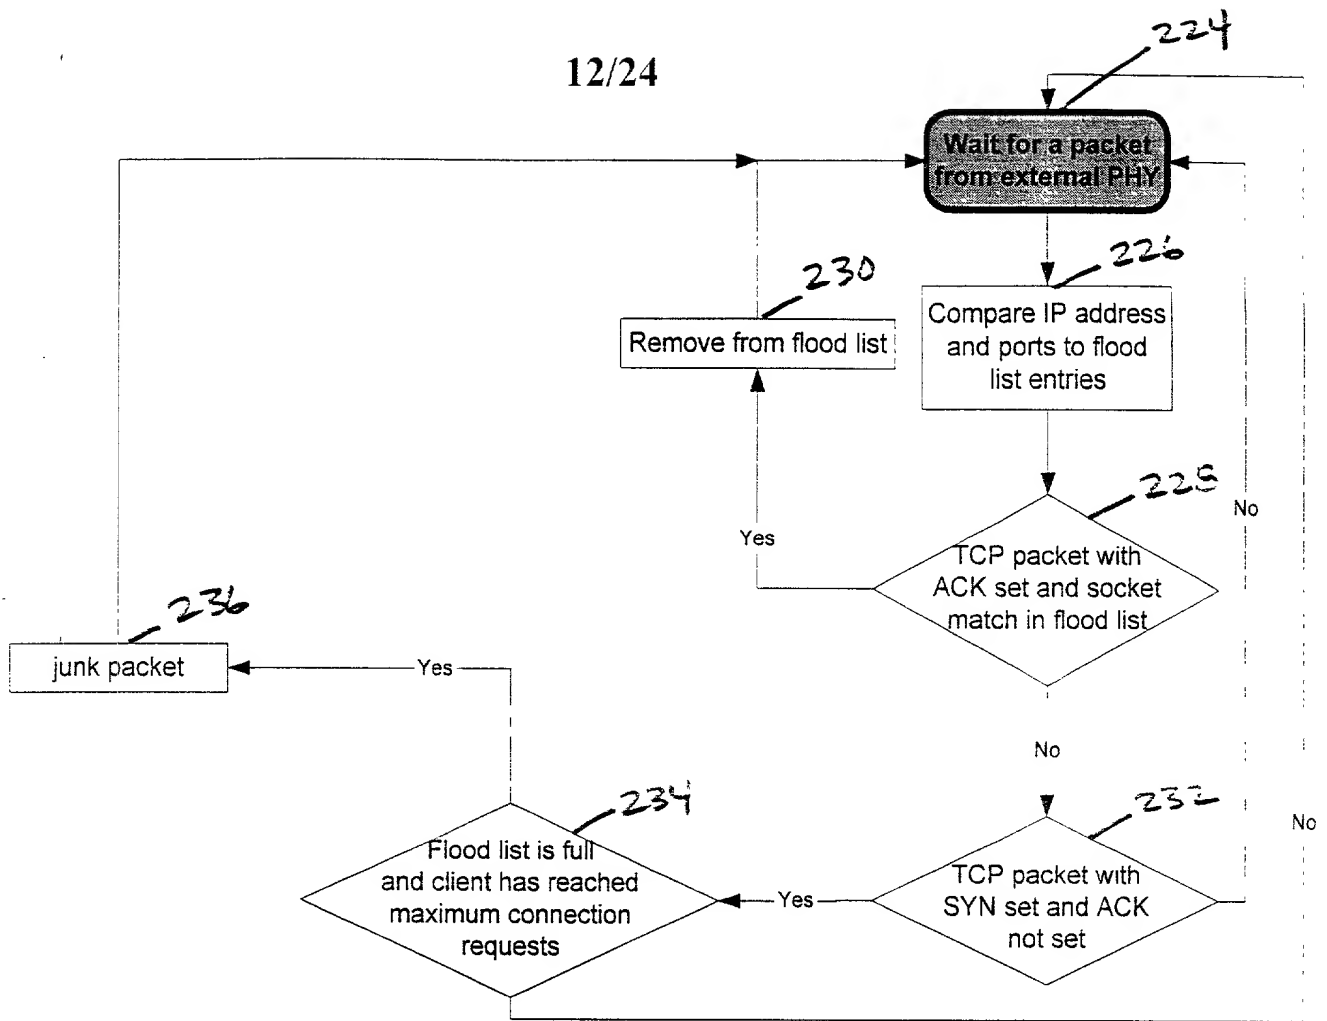 224
12/24
Wait for a packet
from external PHY
226
230
Compare IP address
and ports to flood
list entries
Remove from flood list
228
No
Yes
TCP packet with
ACK set and socket
match in flood list
236
junk packet
Yes
No
234
232
No
Flood list is full
and client has reached
maximum connection
requests
Yes
TCP packet with
SYN set and ACK
not set